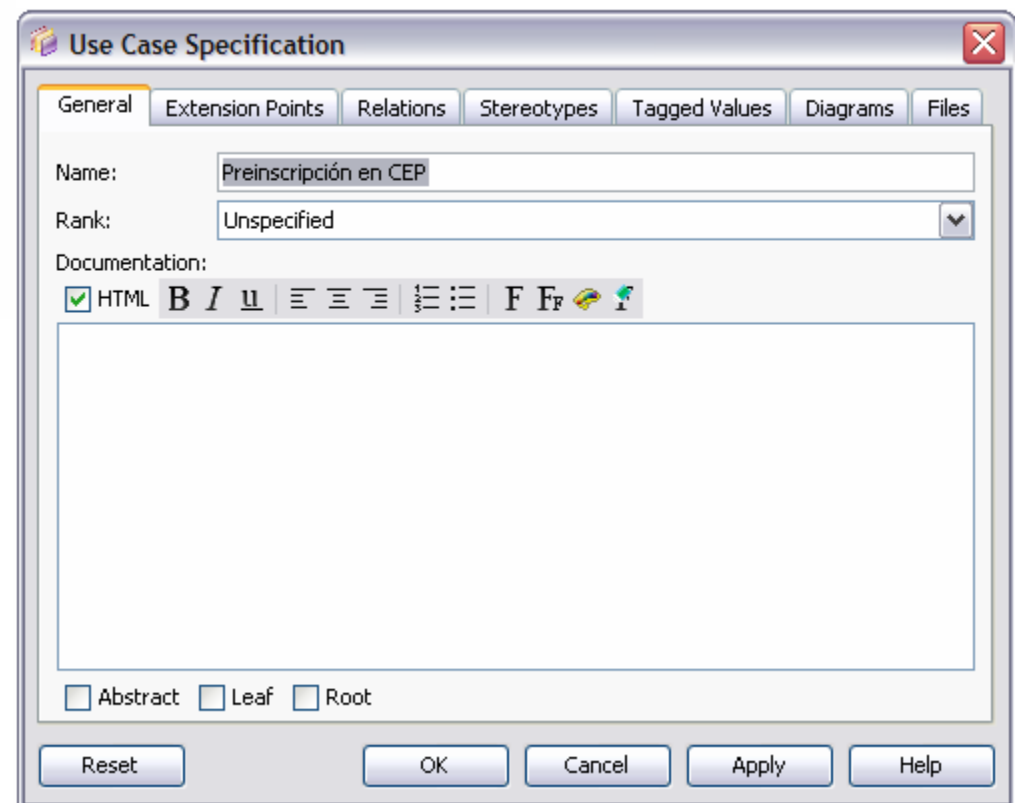 Use Case Specification
General Extension Points Relations Stereotypes Tagged Values Diagrams Files
Name: Preinscripción en CEP
Rank: Unspecified
Documentation:
HTML B I u F FF
Abstract Leaf Root
Reset OK Cancel Apply Help